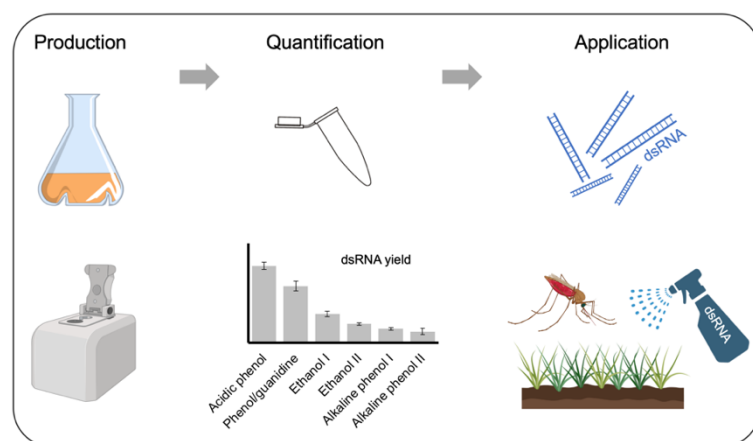 Production
Quantification
Application
dsRNA
dsRNA yield
Acidic phenol
Phenol/guanidine
Ethanol I
Ethanol II
Alkaline phenol I
Alkaline phenol II
dsRNA